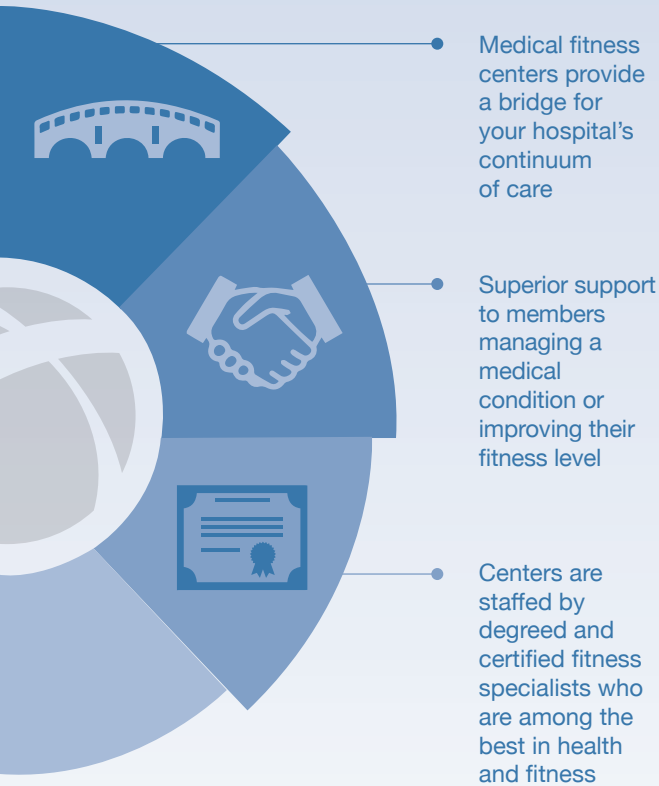 Medical fitness
centers provide
a bridge for
your hospital’s
continuum
of care
Superior support
to members
managing a
medical
condition or
improving their
fitness level
Centers are
staffed by
degreed and
certified fitness
specialists who
are among the
best in health
and fitness